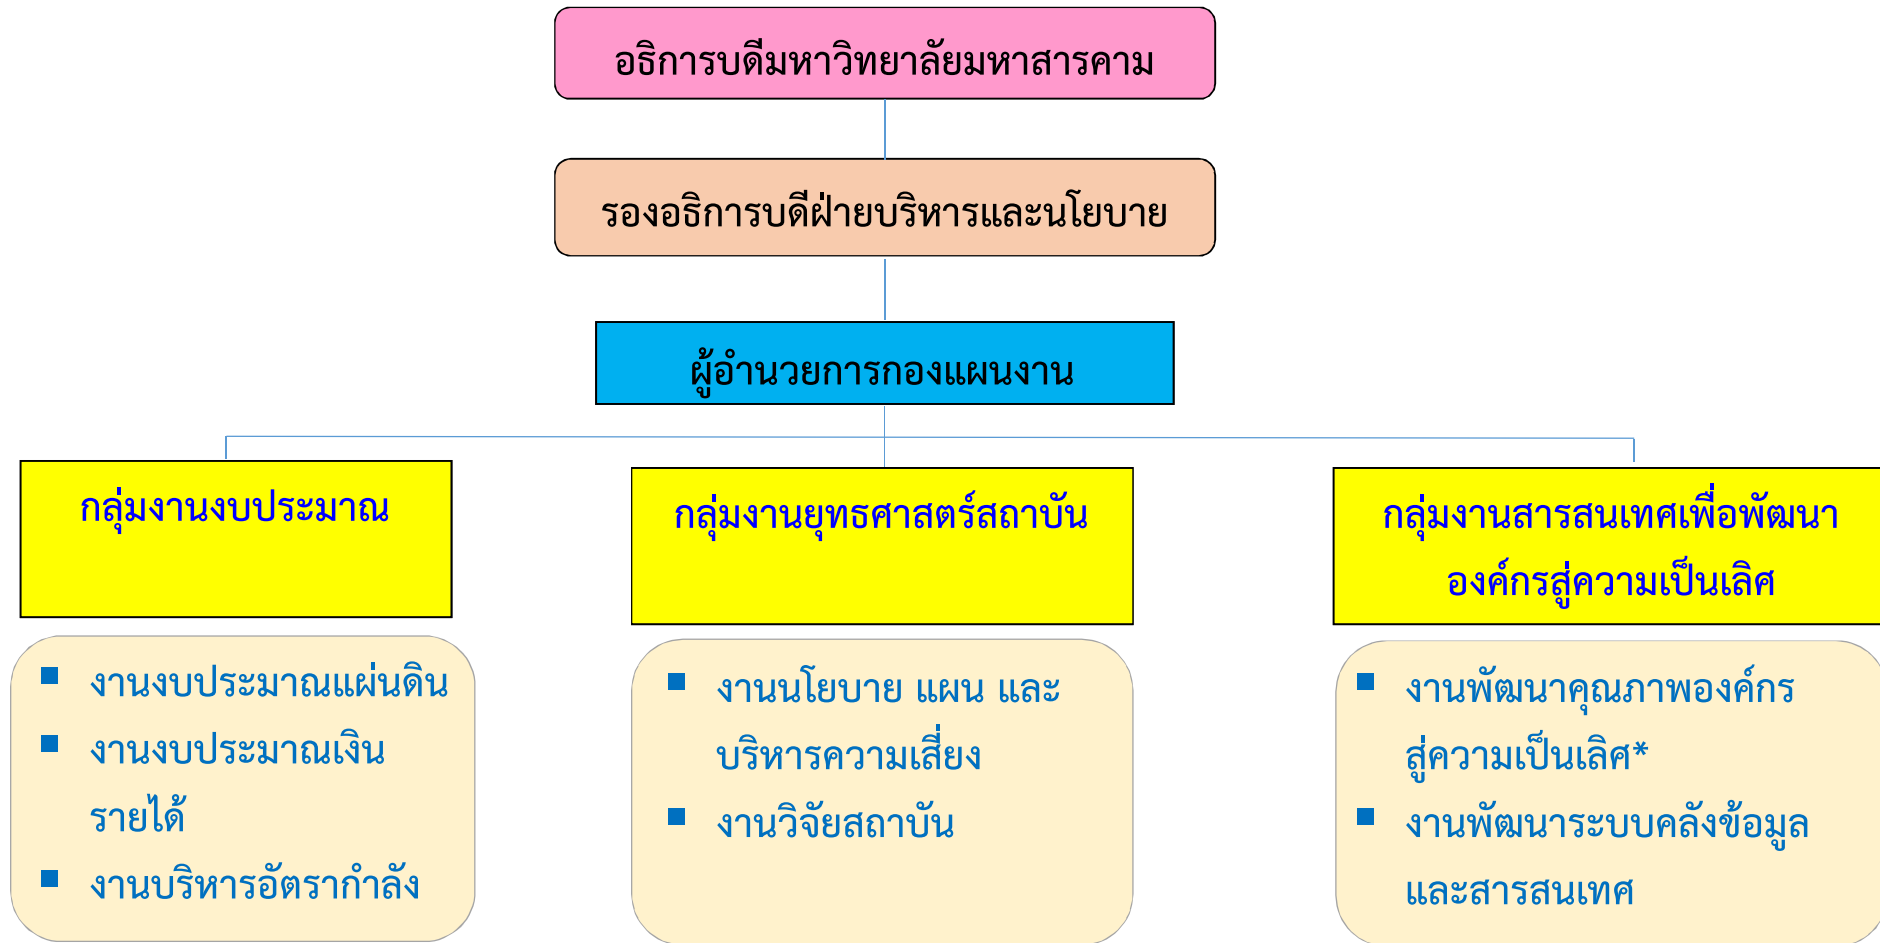 อธิการบดีมหาวิทยาลัยมหาสารคาม
รองอธิการบดีฝ่ายบริหารและนโยบาย
ผู้อำนวยการกองแผนงาน
กลุ่มงานงบประมาณ
กลุ่มงานยุทธศาสตร์สถาบัน
กลุ่มงานสารสนเทศเพื่อพัฒนา
องค์กรสู่ความเป็นเลิศ
▪ งานงบประมาณแผ่นดิน
▪ งานงบประมาณเงิน
รายได้
▪ งานบริหารอัตรากำลัง
▪ งานนโยบาย แผน และ
บริหารความเสี่ยง
▪ งานวิจัยสถาบัน
▪ งานพัฒนาคุณภาพองค์กร
สู่ความเป็นเลิศ*
▪ งานพัฒนาระบบคลังข้อมูล
และสารสนเทศ